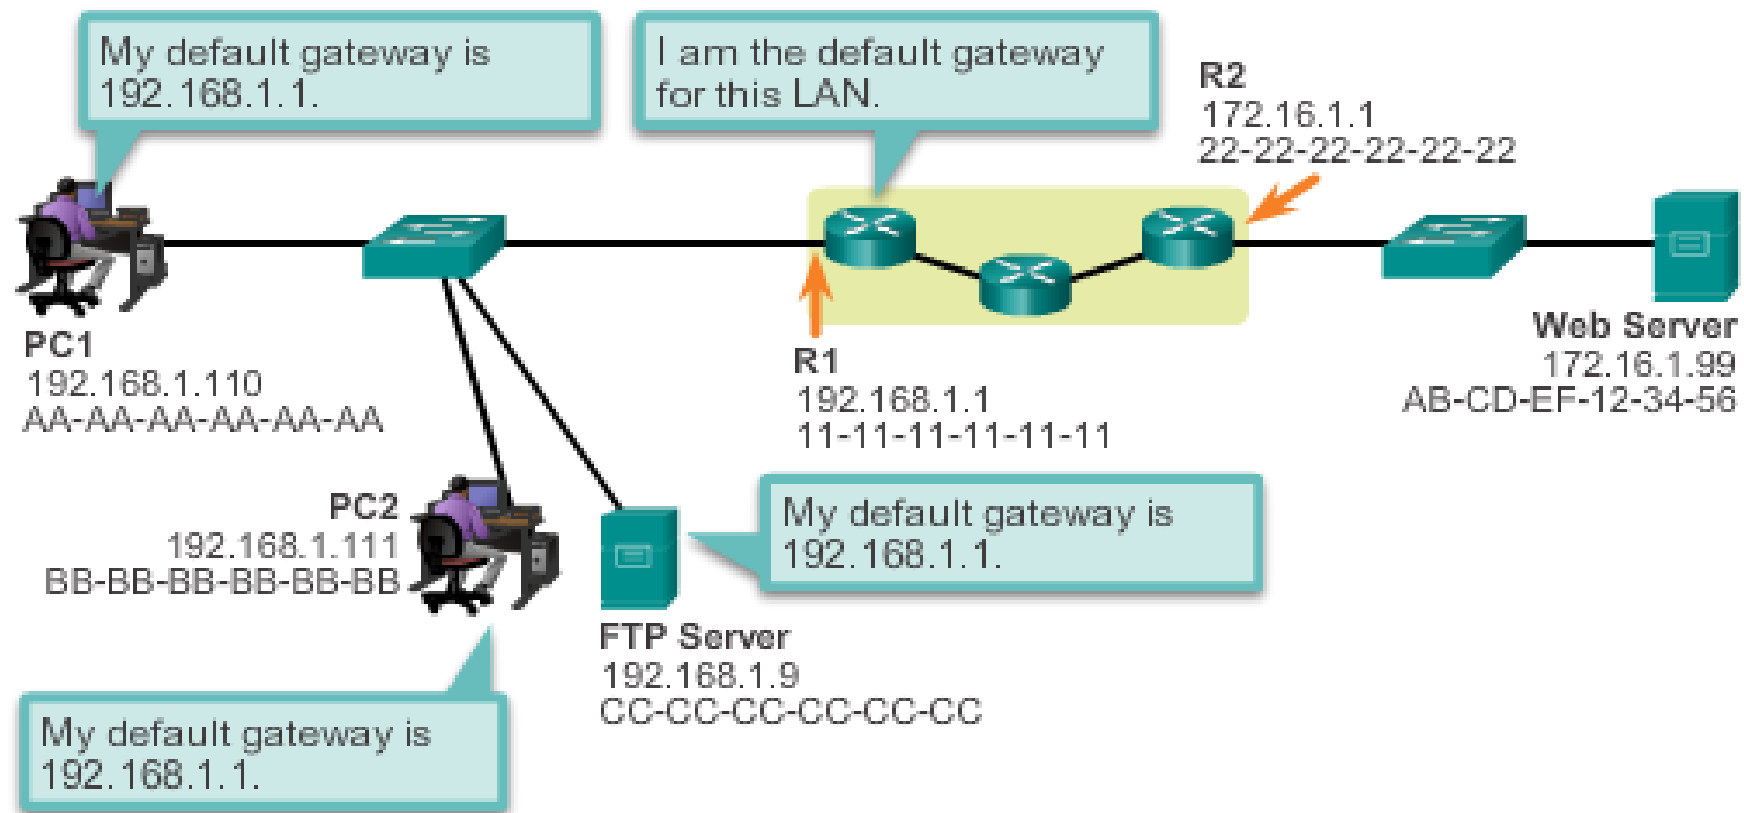 My default gateway is
192.168.1.1.
I am the default gateway
for this LAN.
R2
172.16.1.1
22-22-22-22-22-22
PC1
192.168.1.110
AA-AA-AA-AA-AA-AA
R1
192.168.1.1
11-11-11-11-11-11
Web Server
172.16.1.99
AB-CD-EF-12-34-56
PC2
192.168.1.111
BB-BB-BB-BB-BB-BB
My default gateway is
192.168.1.1.
FTP Server
192.168.1.9
CC-CC-CC-CC-CC-CC
My default gateway is
192.168.1.1.